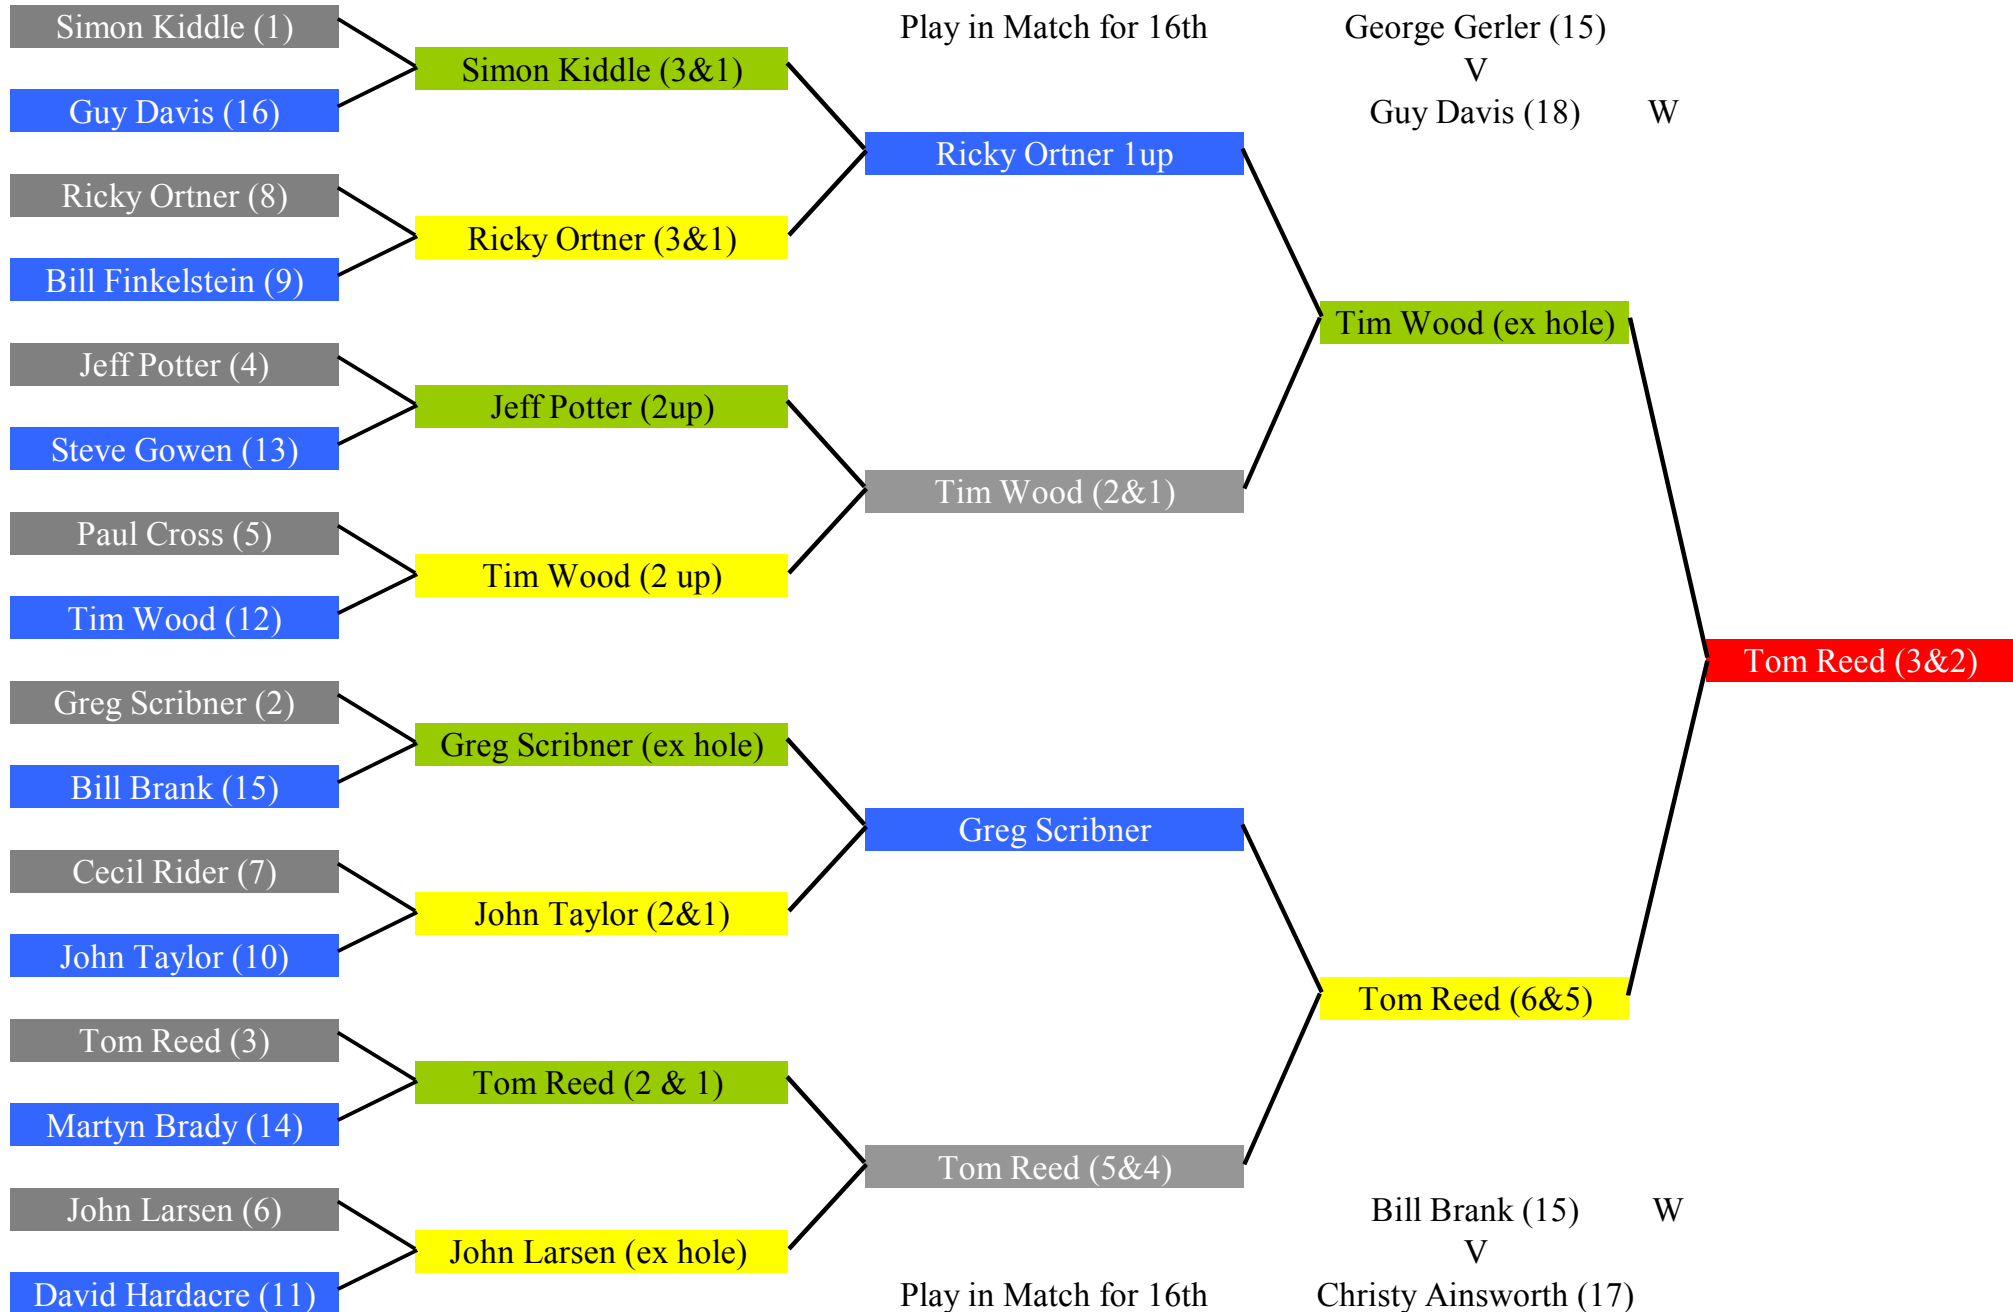 Simon Kiddle (1)
Play in Match for 16th
George Gerler (15)
Simon Kiddle (3&1)
V
Guy Davis (16)
Guy Davis (18) W
Ricky Ortner 1up
Ricky Ortner (8)
Ricky Ortner (3&1)
Bill Finkelstein (9)
Tim Wood (ex hole)
Jeff Potter (4)
Jeff Potter (2up)
Steve Gowen (13)
Tim Wood (2&1)
Paul Cross (5)
Tim Wood (2 up)
Tim Wood (12)
Tom Reed (3&2)
Greg Scribner (2)
Greg Scribner (ex hole)
Bill Brank (15)
Greg Scribner
Cecil Rider (7)
John Taylor (2&1)
John Taylor (10)
Tom Reed (6&5)
Tom Reed (3)
Tom Reed (2 & 1)
Martyn Brady (14)
Tom Reed (5&4)
John Larsen (6)
Bill Brank (15) W
John Larsen (ex hole)
V
David Hardacre (11)
Play in Match for 16th
Christy Ainsworth (17)